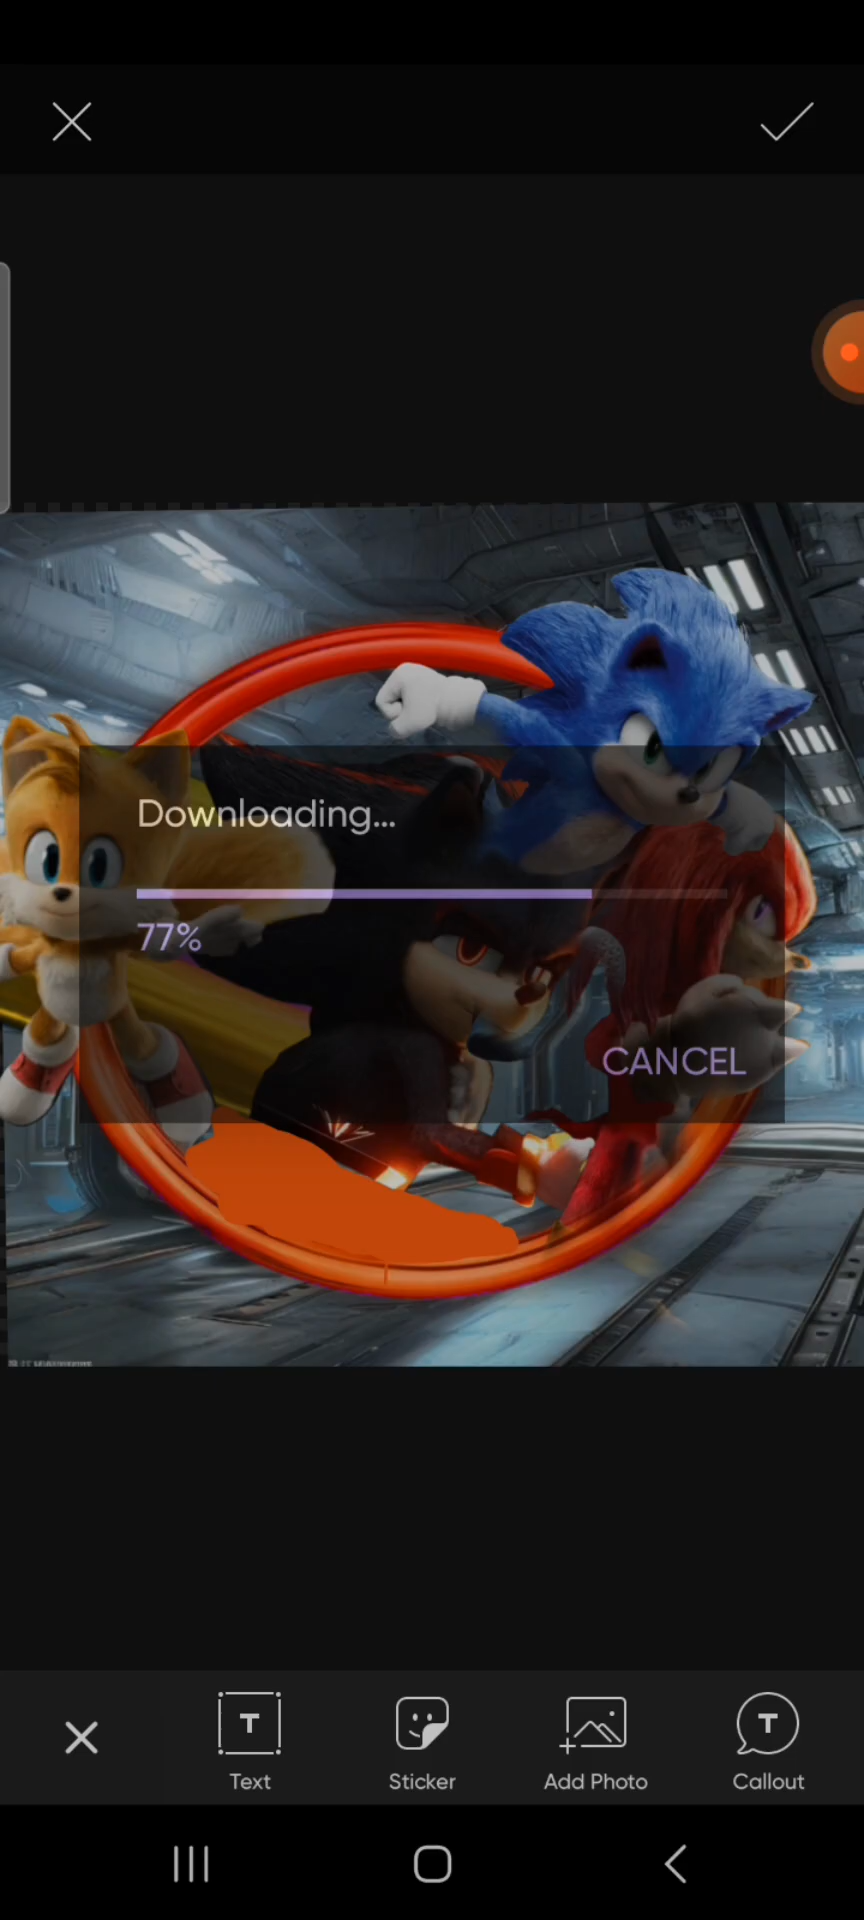 Downloading...
77%
CANCEL
T
T
Text
Sticker
Add Photo
Callout